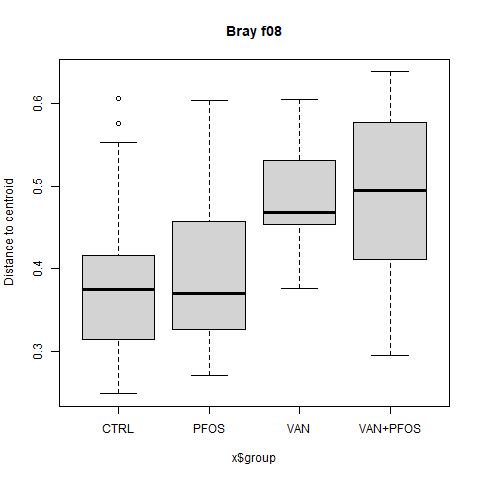 Bray f08
Distance to centroid
0.6
0.5
0.4
0.3
CTRL PFOS VAN VAN+PFOS
x$group